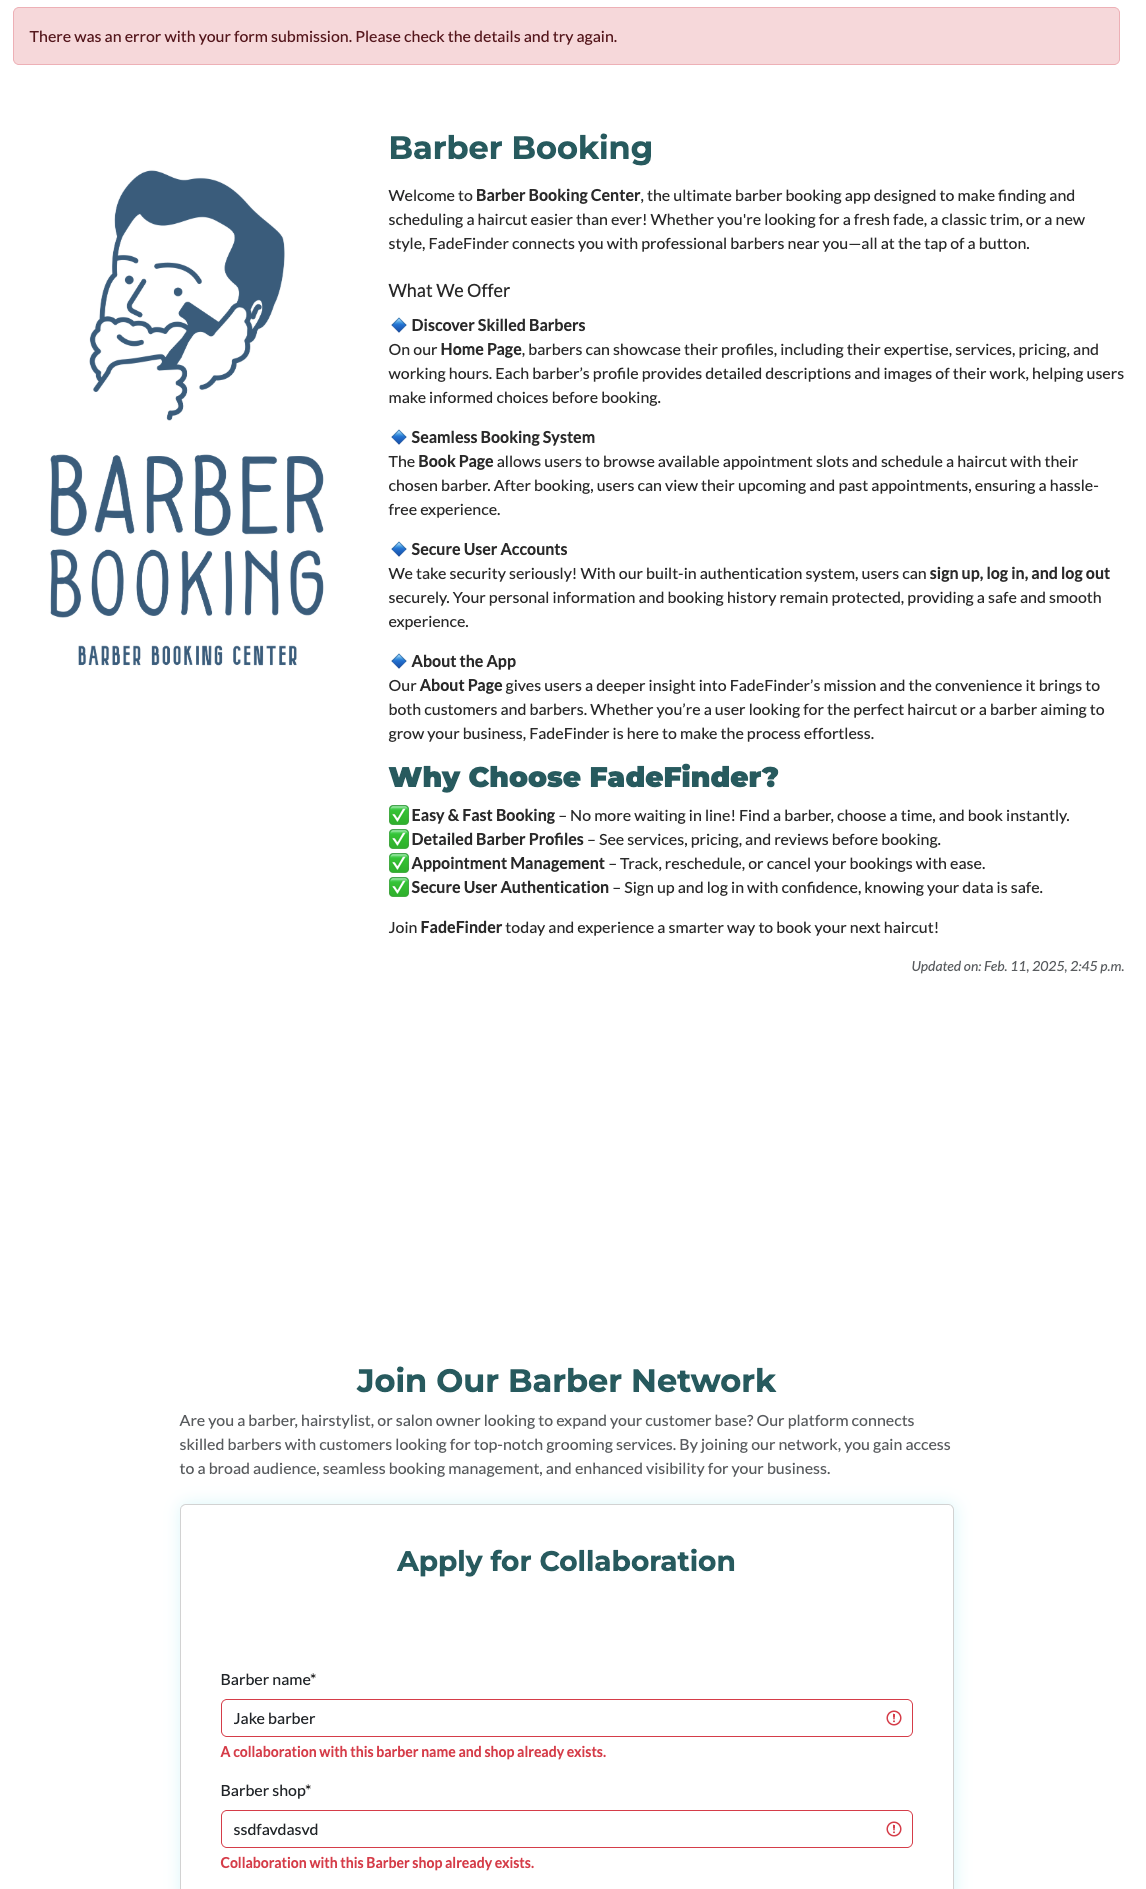 There was an error with your form submission. Please check the details and try again.
BARBER
BOOKING
BARBER BOOKING CENTER
Barber Booking
Welcome to Barber Booking Center, the ultimate barber booking app designed to make finding and
scheduling a haircut easier than ever! Whether you're looking for a fresh fade, a classic trim, or a new
style, FadeFinder connects you with professional barbers near you—all at the tap of a button.
What We Offer
🔹 Discover Skilled Barbers
On our Home Page, barbers can showcase their profiles, including their expertise, services, pricing, and
working hours. Each barber’s profile provides detailed descriptions and images of their work, helping users
make informed choices before booking.
🔹 Seamless Booking System
The Book Page allows users to browse available appointment slots and schedule a haircut with their
chosen barber. After booking, users can view their upcoming and past appointments, ensuring a hassle-
free experience.
🔹 Secure User Accounts
We take security seriously! With our built-in authentication system, users can sign up, log in, and log out
securely. Your personal information and booking history remain protected, providing a safe and smooth
experience.
🔹 About the App
Our About Page gives users a deeper insight into FadeFinder’s mission and the convenience it brings to
both customers and barbers. Whether you’re a user looking for the perfect haircut or a barber aiming to
grow your business, FadeFinder is here to make the process effortless.
Why Choose FadeFinder?
✅ Easy & Fast Booking – No more waiting in line! Find a barber, choose a time, and book instantly.
✅ Detailed Barber Profiles – See services, pricing, and reviews before booking.
✅ Appointment Management – Track, reschedule, or cancel your bookings with ease.
✅ Secure User Authentication – Sign up and log in with confidence, knowing your data is safe.
Join FadeFinder today and experience a smarter way to book your next haircut!
Updated on: Feb. 11, 2025, 2:45 p.m.
Join Our Barber Network
Are you a barber, hairstylist, or salon owner looking to expand your customer base? Our platform connects
skilled barbers with customers looking for top-notch grooming services. By joining our network, you gain access
to a broad audience, seamless booking management, and enhanced visibility for your business.
Apply for Collaboration
Barber name*
Jake barber
A collaboration with this barber name and shop already exists.
Barber shop*
ssdfavdasvd
Collaboration with this Barber shop already exists.